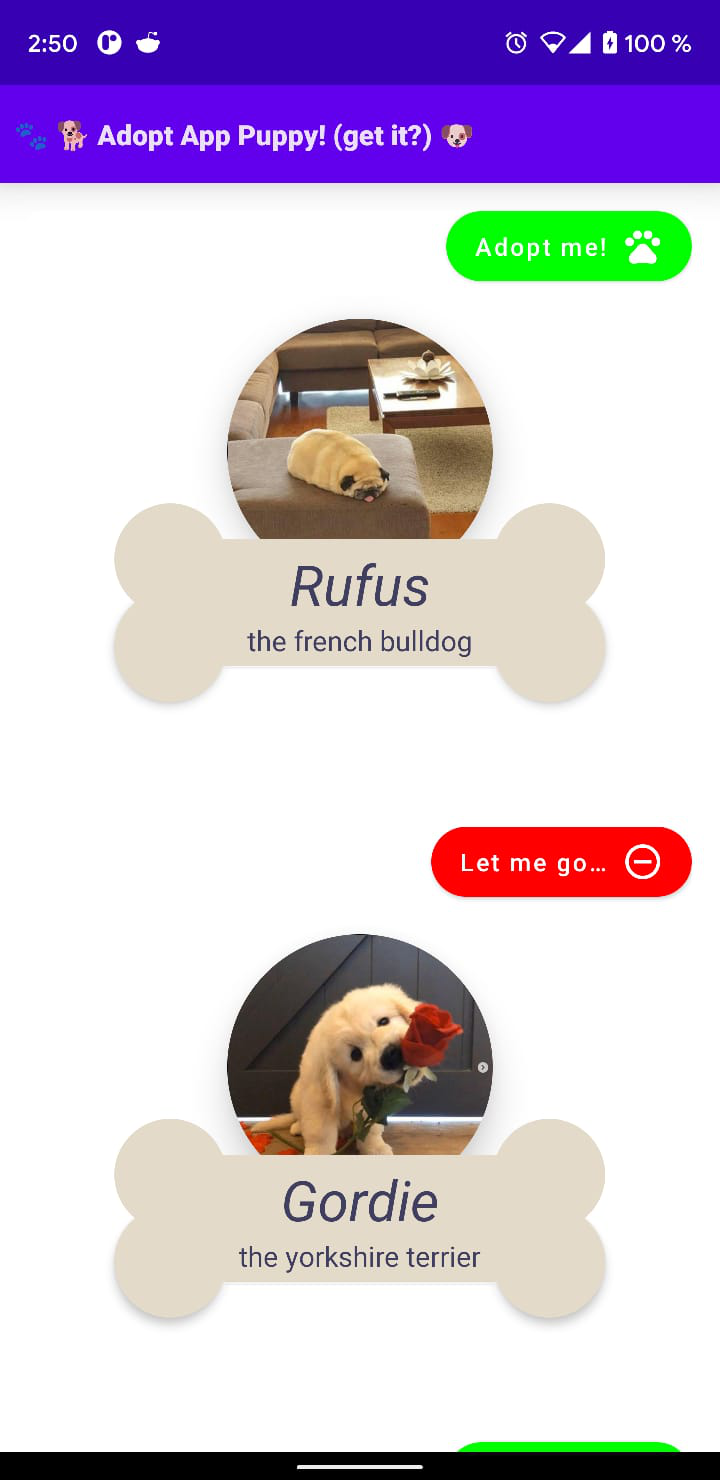 2:50 100 %
🐾 🐕 Adopt App Puppy! (get it?) 🐶
Adopt me!
Rufus
the french bulldog
Let me go…
Gordie
the yorkshire terrier